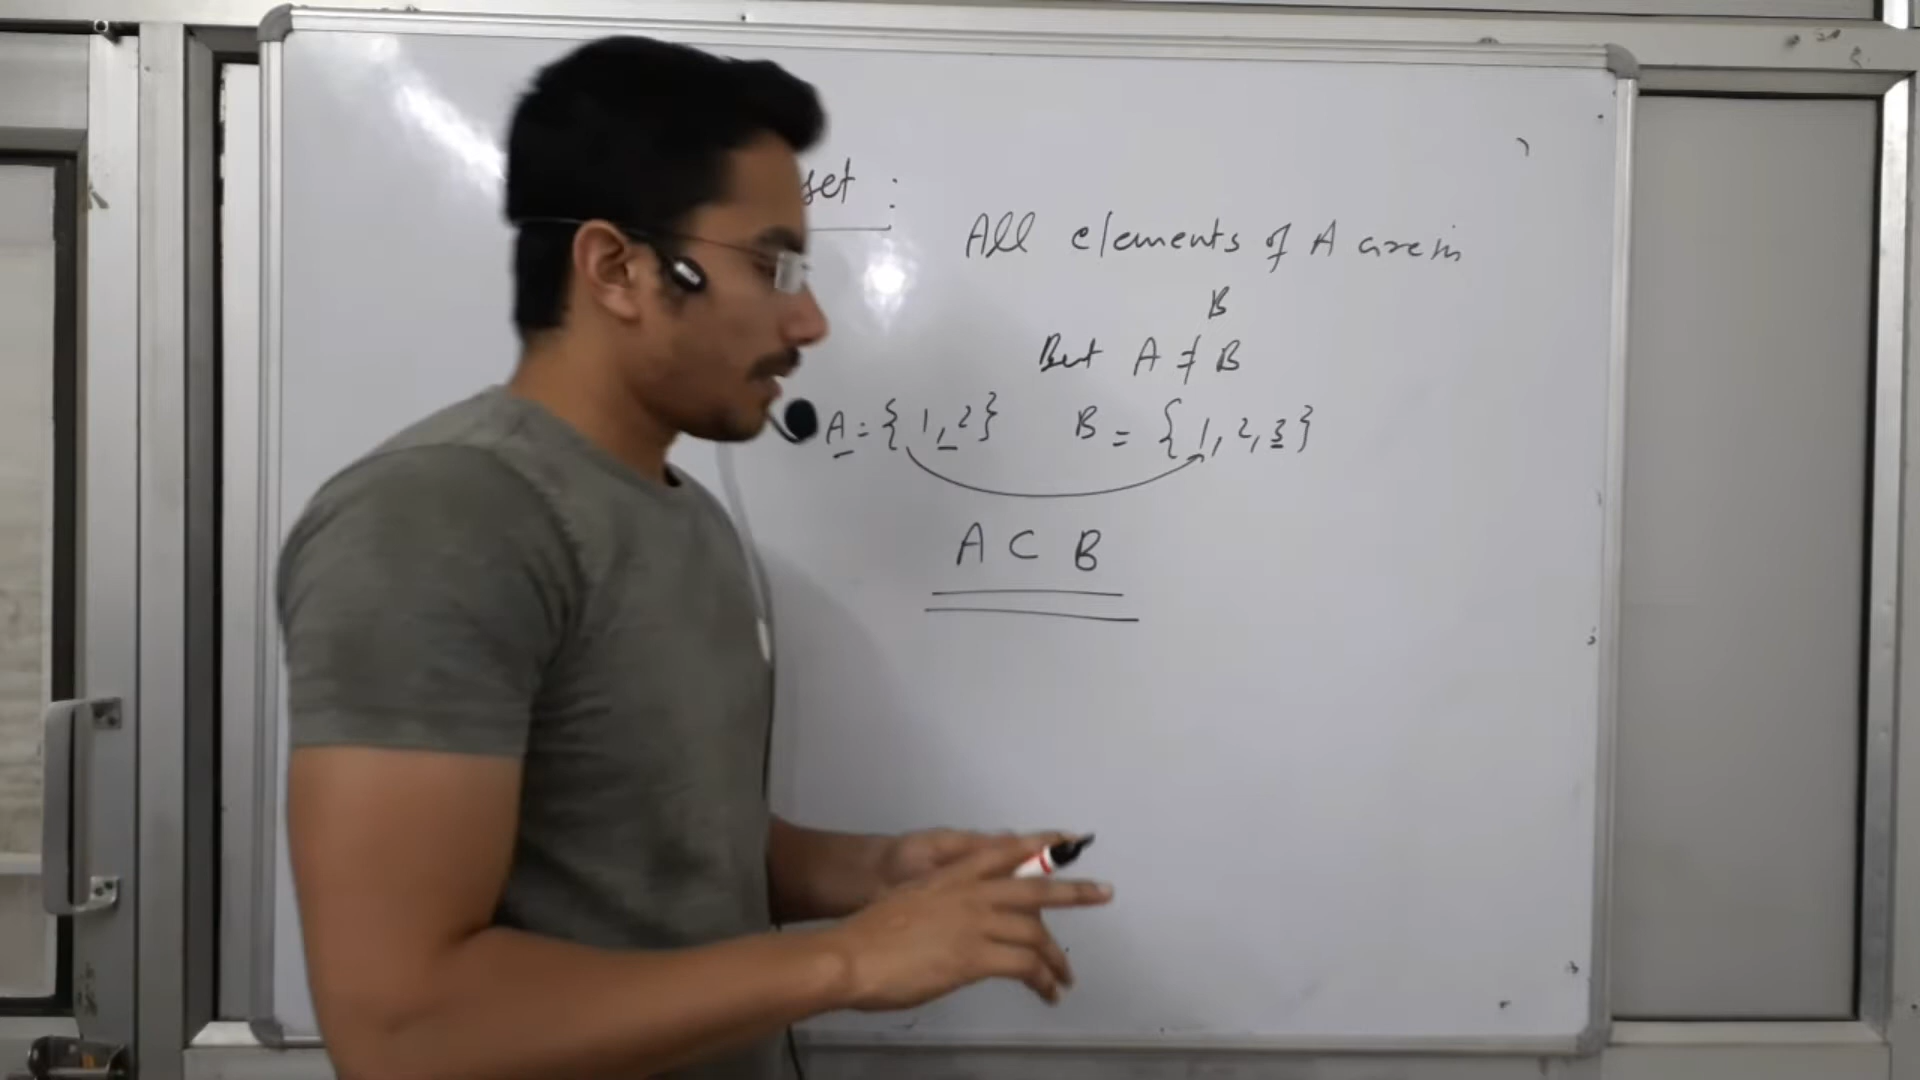 set :
All elements of A are in
B
But A ≠ B
A = { 1, 2 } B = { 1, 2, 3 }
A ⊂ B